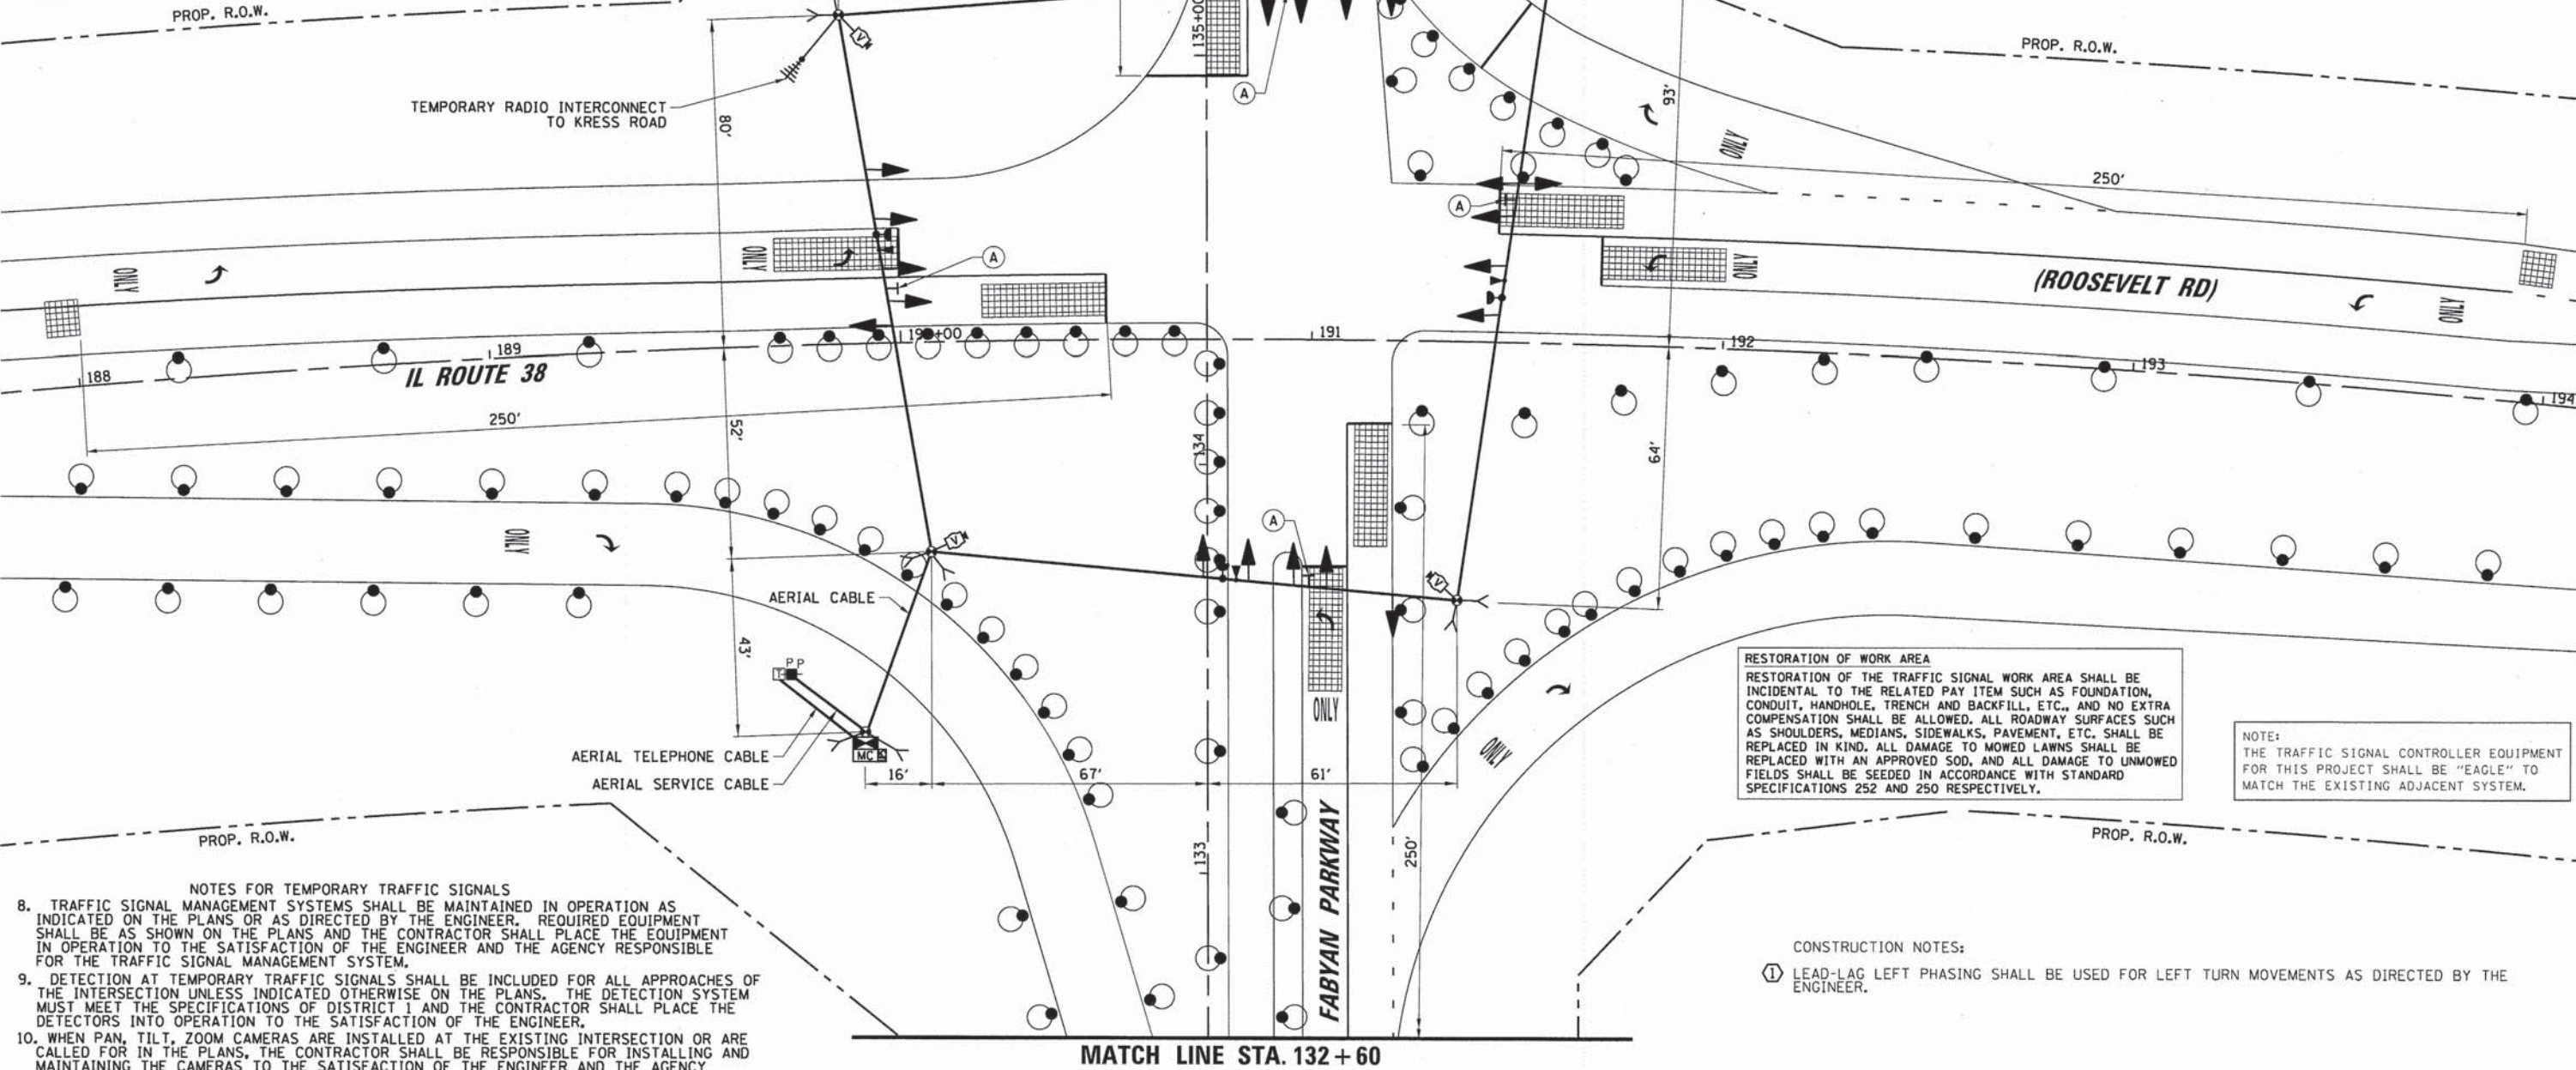 PROP. R.O.W.
PROP. R.O.W.
135+00
A
TEMPORARY RADIO INTERCONNECT
TO KRESS ROAD
80'
93'
ONLY
250'
A
A
V
ONLY
ONLY
ONLY
(ROOSEVELT RD)
ONLY
188
189
191
192
193
194
IL ROUTE 38
250'
52'
134
64'
ONLY
A
V
V
AERIAL CABLE
43'
P P
T
ONLY
ONLY
MC
AERIAL TELEPHONE CABLE
AERIAL SERVICE CABLE
16'
67'
61'
RESTORATION OF WORK AREA
RESTORATION OF THE TRAFFIC SIGNAL WORK AREA SHALL BE
INCIDENTAL TO THE RELATED PAY ITEM SUCH AS FOUNDATION,
CONDUIT, HANDHOLE, TRENCH AND BACKFILL, ETC., AND NO EXTRA
COMPENSATION SHALL BE ALLOWED. ALL ROADWAY SURFACES SUCH
AS SHOULDERS, MEDIANS, SIDEWALKS, PAVEMENT, ETC. SHALL BE
REPLACED IN KIND. ALL DAMAGE TO MOWED LAWNS SHALL BE
REPLACED WITH AN APPROVED SOD, AND ALL DAMAGE TO UNMOWED
FIELDS SHALL BE SEEDED IN ACCORDANCE WITH STANDARD
SPECIFICATIONS 252 AND 250 RESPECTIVELY.
NOTE:
THE TRAFFIC SIGNAL CONTROLLER EQUIPMENT
FOR THIS PROJECT SHALL BE "EAGLE" TO
MATCH THE EXISTING ADJACENT SYSTEM.
PROP. R.O.W.
PROP. R.O.W.
133
250'
FABYAN PARKWAY
NOTES FOR TEMPORARY TRAFFIC SIGNALS
8. TRAFFIC SIGNAL MANAGEMENT SYSTEMS SHALL BE MAINTAINED IN OPERATION AS
INDICATED ON THE PLANS OR AS DIRECTED BY THE ENGINEER. REQUIRED EQUIPMENT
SHALL BE AS SHOWN ON THE PLANS AND THE CONTRACTOR SHALL PLACE THE EQUIPMENT
IN OPERATION TO THE SATISFACTION OF THE ENGINEER AND THE AGENCY RESPONSIBLE
FOR THE TRAFFIC SIGNAL MANAGEMENT SYSTEM.
9. DETECTION AT TEMPORARY TRAFFIC SIGNALS SHALL BE INCLUDED FOR ALL APPROACHES OF
THE INTERSECTION UNLESS INDICATED OTHERWISE ON THE PLANS. THE DETECTION SYSTEM
MUST MEET THE SPECIFICATIONS OF DISTRICT 1 AND THE CONTRACTOR SHALL PLACE THE
DETECTORS INTO OPERATION TO THE SATISFACTION OF THE ENGINEER.
10. WHEN PAN, TILT, ZOOM CAMERAS ARE INSTALLED AT THE EXISTING INTERSECTION OR ARE
CALLED FOR IN THE PLANS, THE CONTRACTOR SHALL BE RESPONSIBLE FOR INSTALLING AND
MAINTAINING THE CAMERAS TO THE SATISFACTION OF THE ENGINEER AND THE AGENCY
CONSTRUCTION NOTES:
1 LEAD-LAG LEFT PHASING SHALL BE USED FOR LEFT TURN MOVEMENTS AS DIRECTED BY THE
ENGINEER.
MATCH LINE STA. 132+60